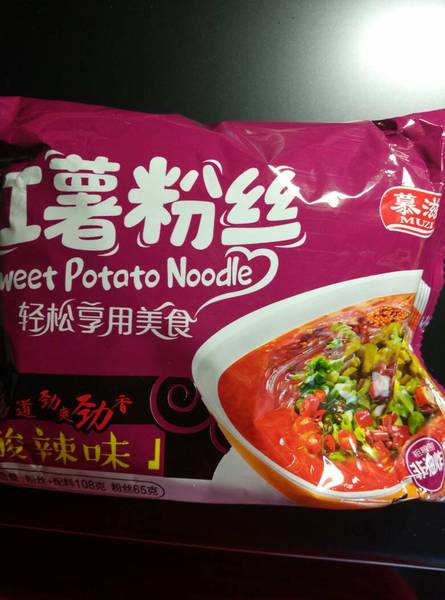 红薯粉丝
慕滋
MUZI
Sweet Potato Noodle
轻松享用美食
道劲爽劲香
酸辣味」
粉丝+配料108克 粉丝65克